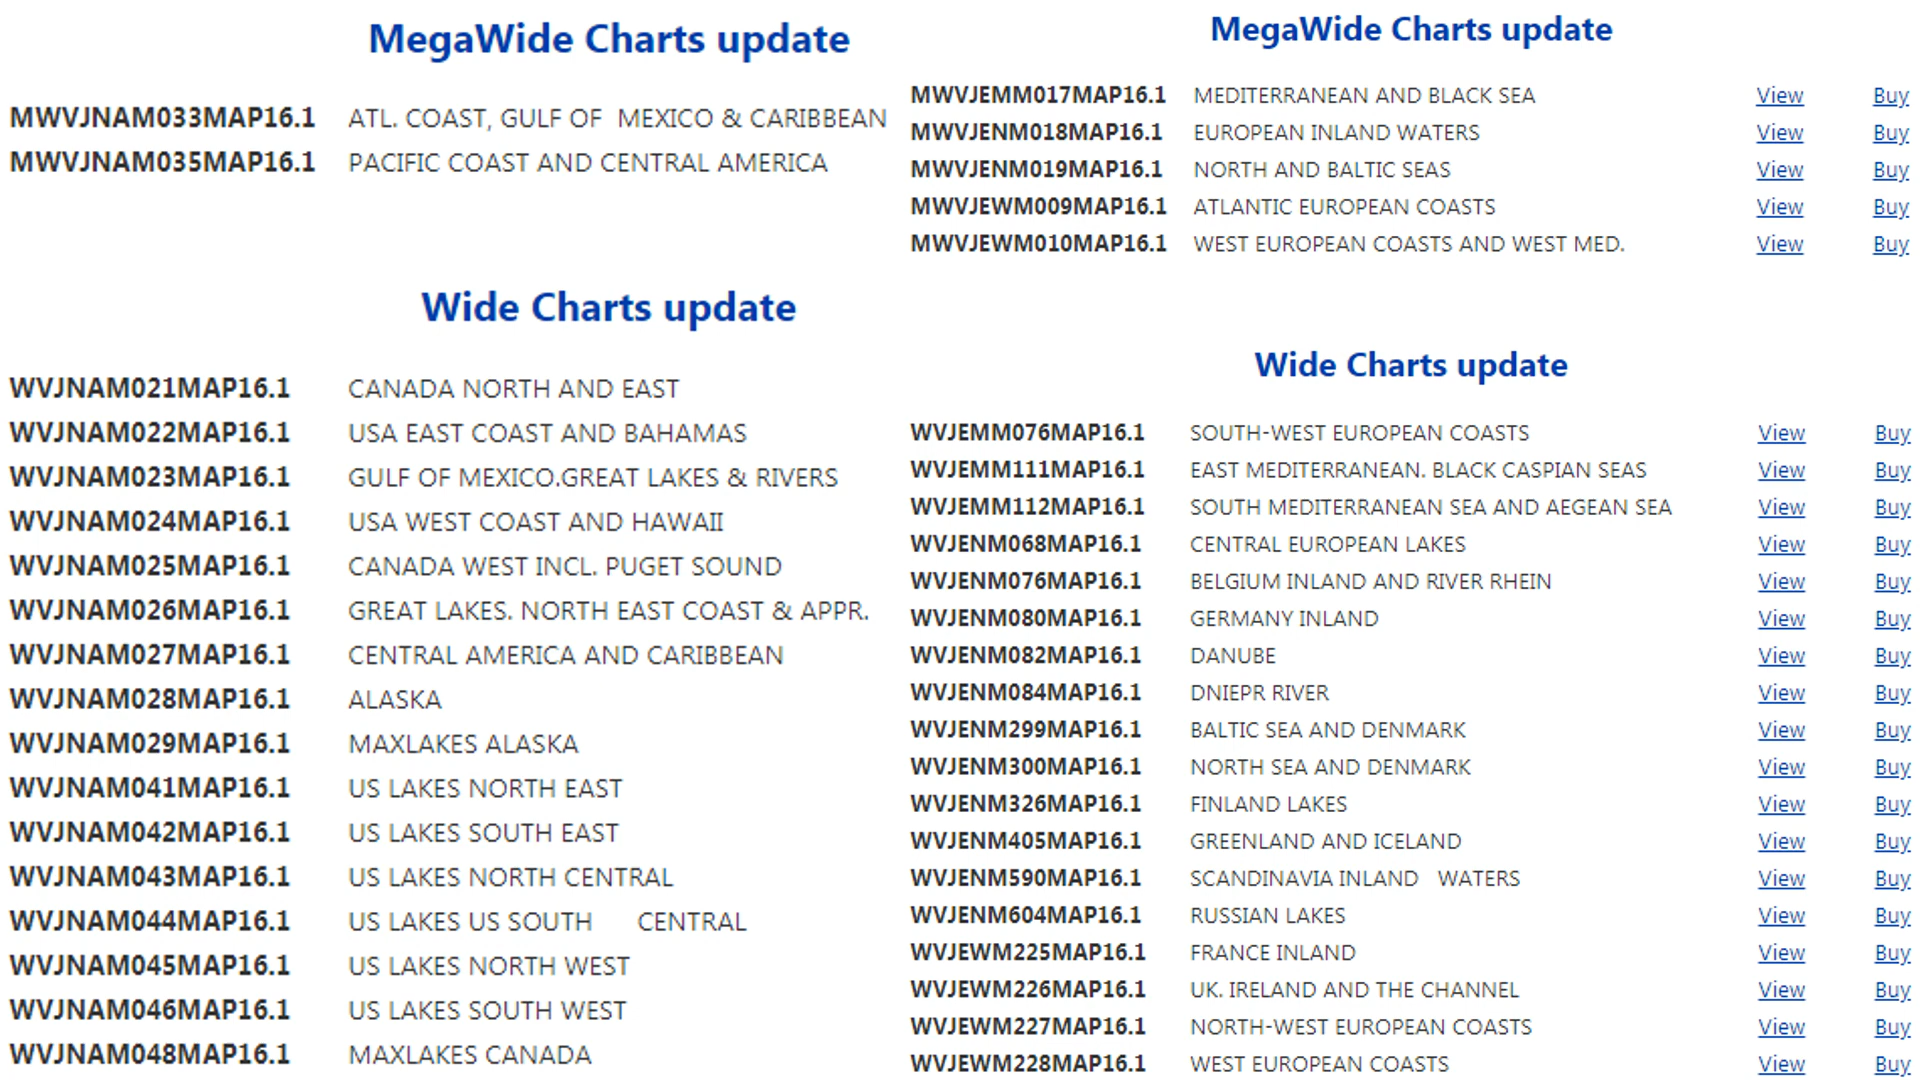 MegaWide Charts update
MWVJNAM033MAP16.1 ATL. COAST, GULF OF MEXICO & CARIBBEAN
MWVJNAM035MAP16.1 PACIFIC COAST AND CENTRAL AMERICA
Wide Charts update
WVJNAM021MAP16.1 CANADA NORTH AND EAST
WVJNAM022MAP16.1 USA EAST COAST AND BAHAMAS
WVJNAM023MAP16.1 GULF OF MEXICO.GREAT LAKES & RIVERS
WVJNAM024MAP16.1 USA WEST COAST AND HAWAII
WVJNAM025MAP16.1 CANADA WEST INCL. PUGET SOUND
WVJNAM026MAP16.1 GREAT LAKES. NORTH EAST COAST & APPR.
WVJNAM027MAP16.1 CENTRAL AMERICA AND CARIBBEAN
WVJNAM028MAP16.1 ALASKA
WVJNAM029MAP16.1 MAXLAKES ALASKA
WVJNAM041MAP16.1 US LAKES NORTH EAST
WVJNAM042MAP16.1 US LAKES SOUTH EAST
WVJNAM043MAP16.1 US LAKES NORTH CENTRAL
WVJNAM044MAP16.1 US LAKES US SOUTH CENTRAL
WVJNAM045MAP16.1 US LAKES NORTH WEST
WVJNAM046MAP16.1 US LAKES SOUTH WEST
WVJNAM048MAP16.1 MAXLAKES CANADA
MegaWide Charts update
MWVJEMM017MAP16.1 MEDITERRANEAN AND BLACK SEA View Buy
MWVJENM018MAP16.1 EUROPEAN INLAND WATERS View Buy
MWVJENM019MAP16.1 NORTH AND BALTIC SEAS View Buy
MWVJEWM009MAP16.1 ATLANTIC EUROPEAN COASTS View Buy
MWVJEWM010MAP16.1 WEST EUROPEAN COASTS AND WEST MED. View Buy
Wide Charts update
WVJEMM076MAP16.1 SOUTH-WEST EUROPEAN COASTS View Buy
WVJEMM111MAP16.1 EAST MEDITERRANEAN. BLACK CASPIAN SEAS View Buy
WVJEMM112MAP16.1 SOUTH MEDITERRANEAN SEA AND AEGEAN SEA View Buy
WVJENM068MAP16.1 CENTRAL EUROPEAN LAKES View Buy
WVJENM076MAP16.1 BELGIUM INLAND AND RIVER RHEIN View Buy
WVJENM080MAP16.1 GERMANY INLAND View Buy
WVJENM082MAP16.1 DANUBE View Buy
WVJENM084MAP16.1 DNIEPR RIVER View Buy
WVJENM299MAP16.1 BALTIC SEA AND DENMARK View Buy
WVJENM300MAP16.1 NORTH SEA AND DENMARK View Buy
WVJENM326MAP16.1 FINLAND LAKES View Buy
WVJENM405MAP16.1 GREENLAND AND ICELAND View Buy
WVJENM590MAP16.1 SCANDINAVIA INLAND WATERS View Buy
WVJENM604MAP16.1 RUSSIAN LAKES View Buy
WVJEWM225MAP16.1 FRANCE INLAND View Buy
WVJEWM226MAP16.1 UK. IRELAND AND THE CHANNEL View Buy
WVJEWM227MAP16.1 NORTH-WEST EUROPEAN COASTS View Buy
WVJEWM228MAP16.1 WEST EUROPEAN COASTS View Buy